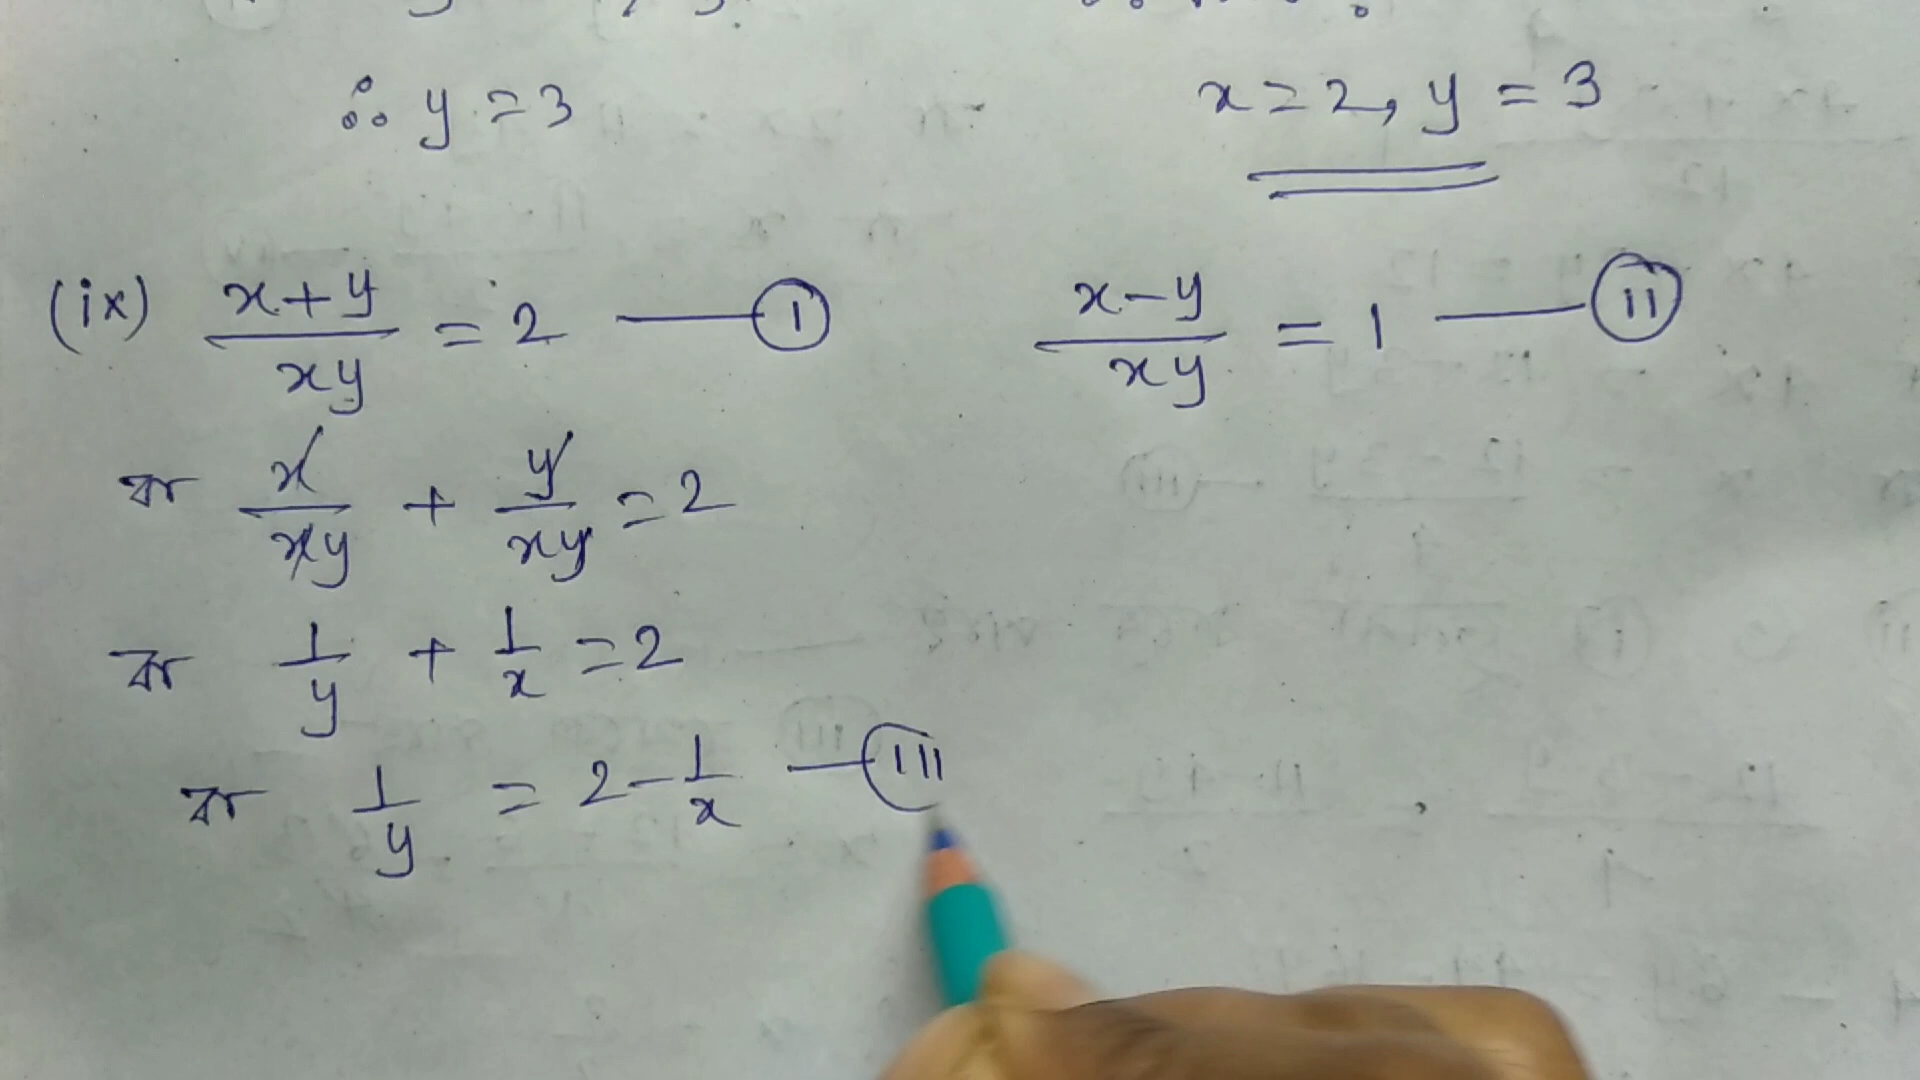 ∴ y = 3
x = 2, y = 3
(ix) (x+y)/(xy) = 2 —— (I)
(x-y)/(xy) = 1 —— (II)
বা x/(xy) + y/(xy) = 2
বা 1/y + 1/x = 2
বা 1/y = 2 - 1/x —— (III)